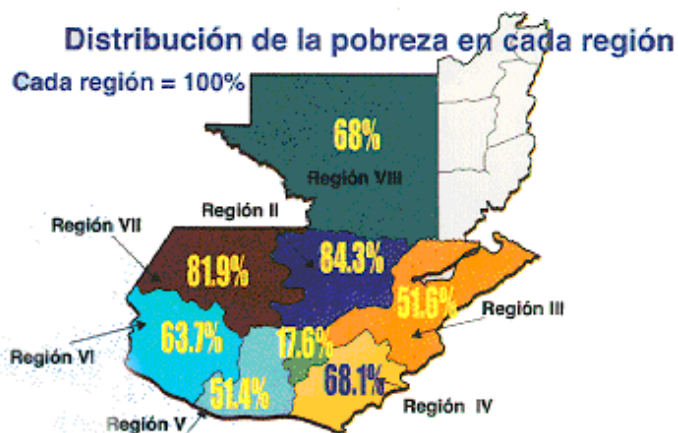 Distribución de la pobreza en cada región
Cada región = 100%
68%
Región VIII
Región II
Región VII
81.9%
84.3%
51.6%
Región III
63.7%
17.6%
Región VI
68.1%
51.4%
Región IV
Región V